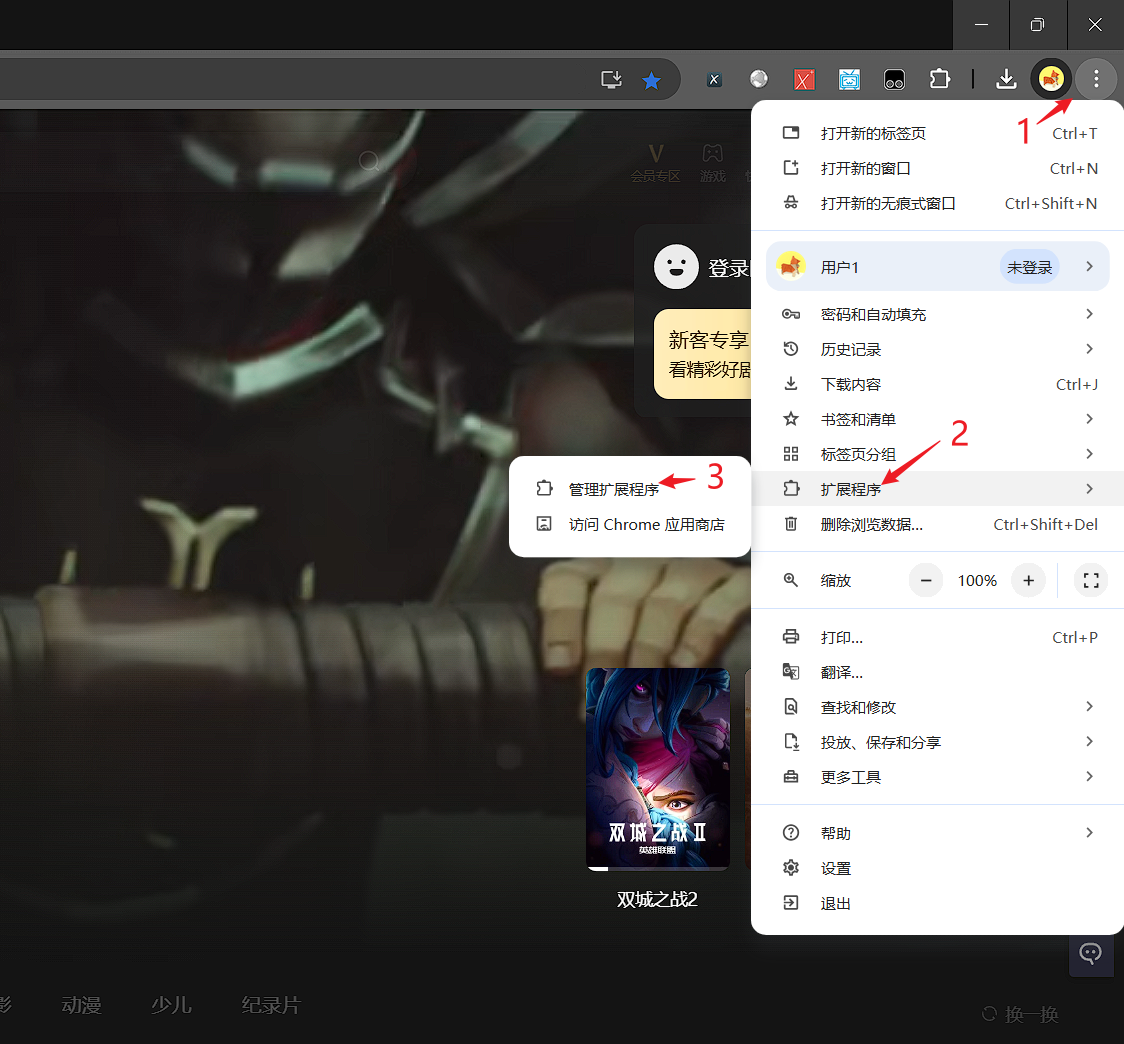 会员专区
游戏
登录
新客专享
看精彩好剧
1
打开新的标签页 Ctrl+T
打开新的窗口 Ctrl+N
打开新的无痕式窗口 Ctrl+Shift+N
用户1 未登录
密码和自动填充
历史记录
下载内容 Ctrl+J
书签和清单
标签页分组
2
扩展程序
管理扩展程序
3
访问 Chrome 应用商店
删除浏览数据... Ctrl+Shift+Del
缩放 − 100% +
打印... Ctrl+P
翻译...
查找和修改
投放、保存和分享
更多工具
帮助
设置
退出
双城之战II
英雄联盟
双城之战2
影 动漫 少儿 纪录片
换一换